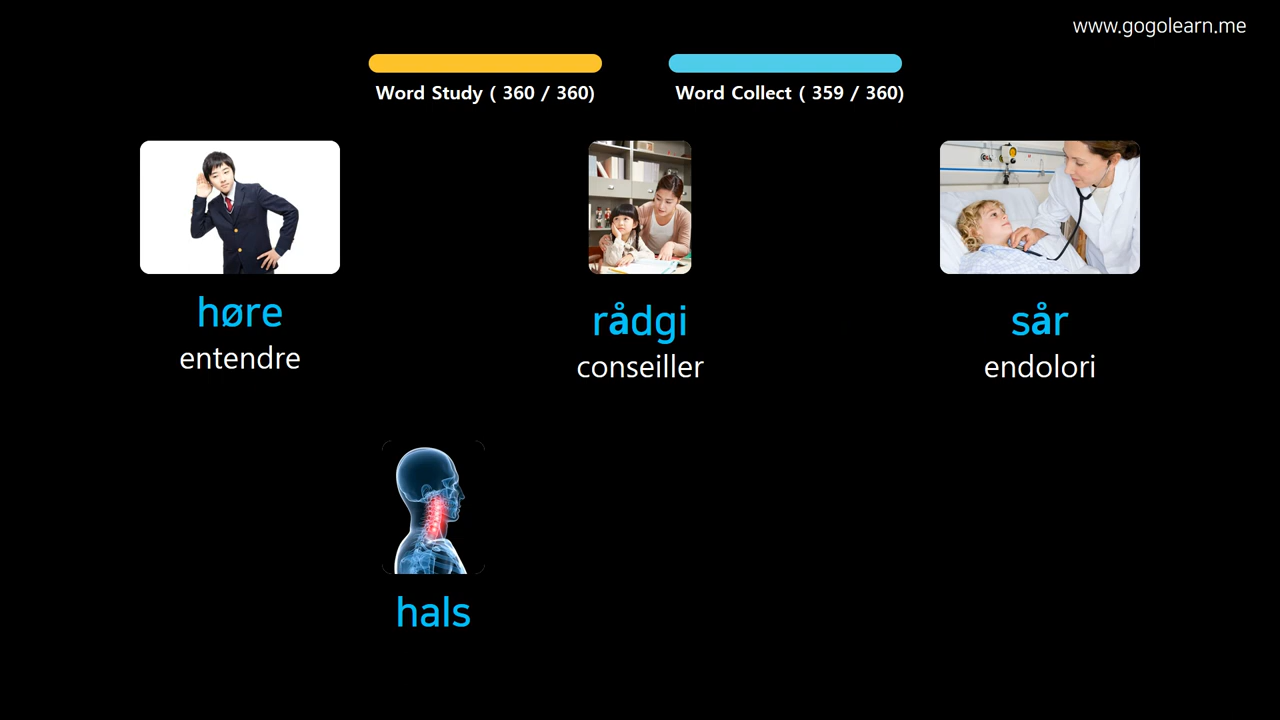 www.gogolearn.me
Word Study ( 360 / 360)
Word Collect ( 359 / 360)
høre
entendre
rådgi
conseiller
sår
endolori
hals